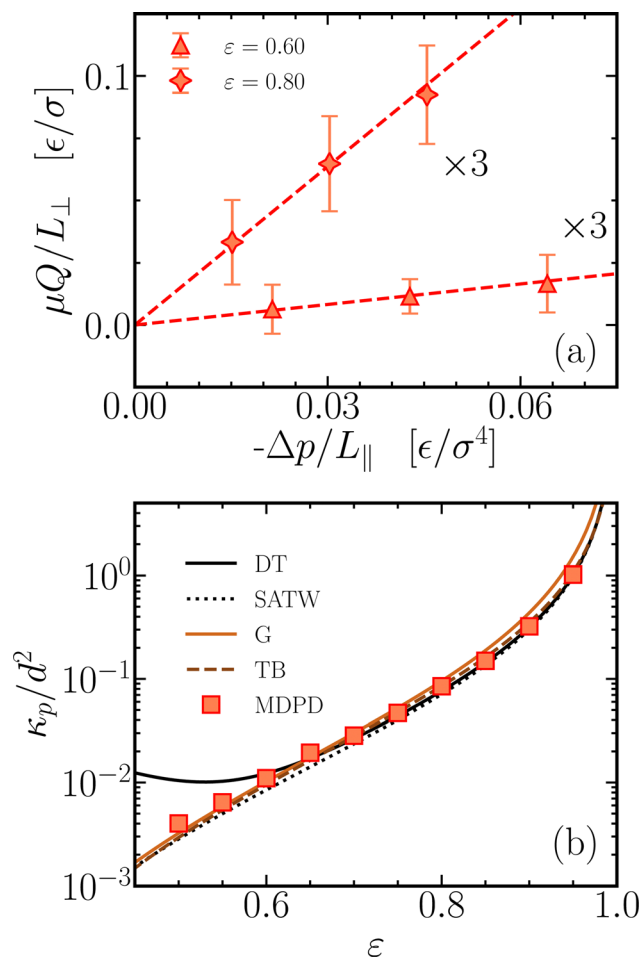 ε = 0.60
ε = 0.80
×3
×3
0.1
0.0
μQ/L⊥ [ϵ/σ]
(a)
0.00 0.03 0.06
-Δp/L∥ [ϵ/σ⁴]
DT
SATW
G
TB
MDPD
10⁰
10⁻¹
10⁻²
10⁻³
κₚ/d²
(b)
0.6 0.8 1.0
ε